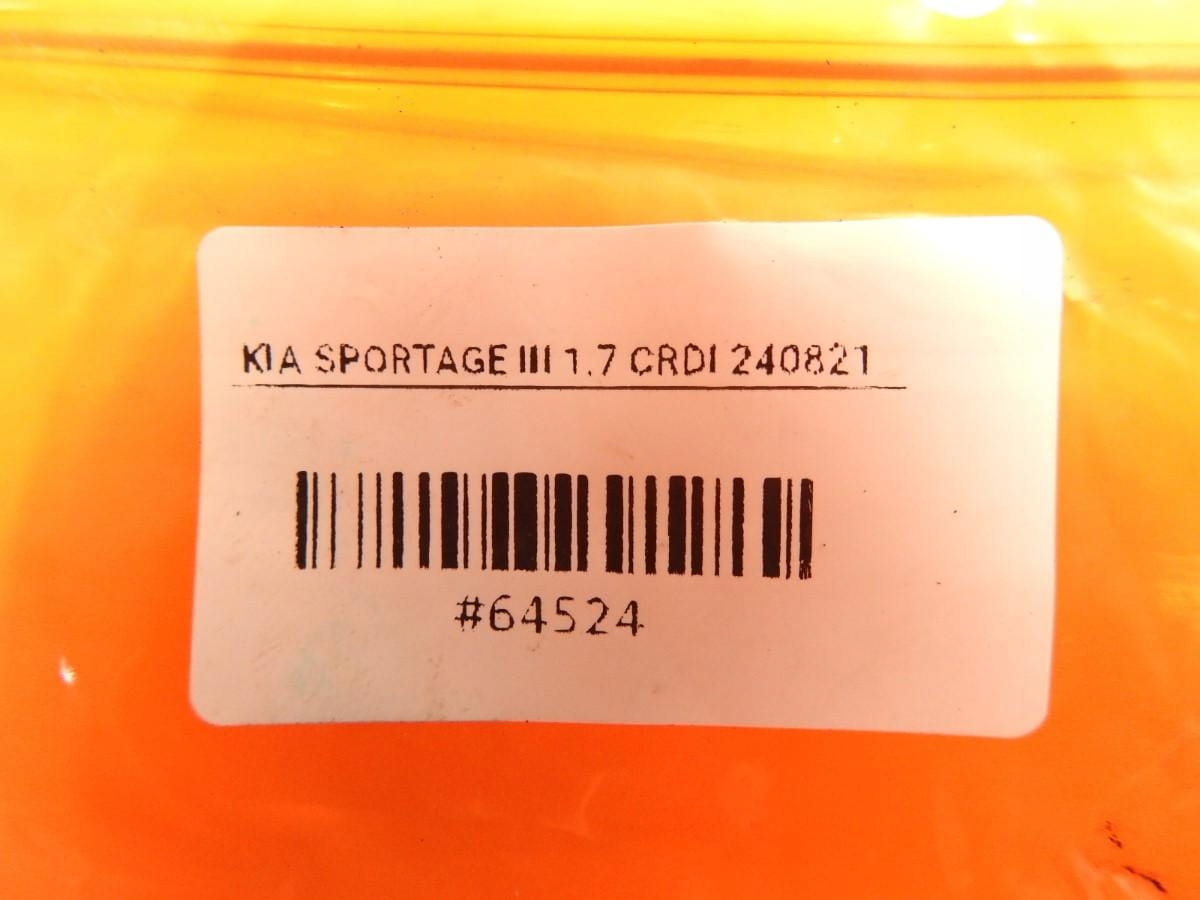 KIA SPORTAGE III 1.7 CRDI 240821
#64524